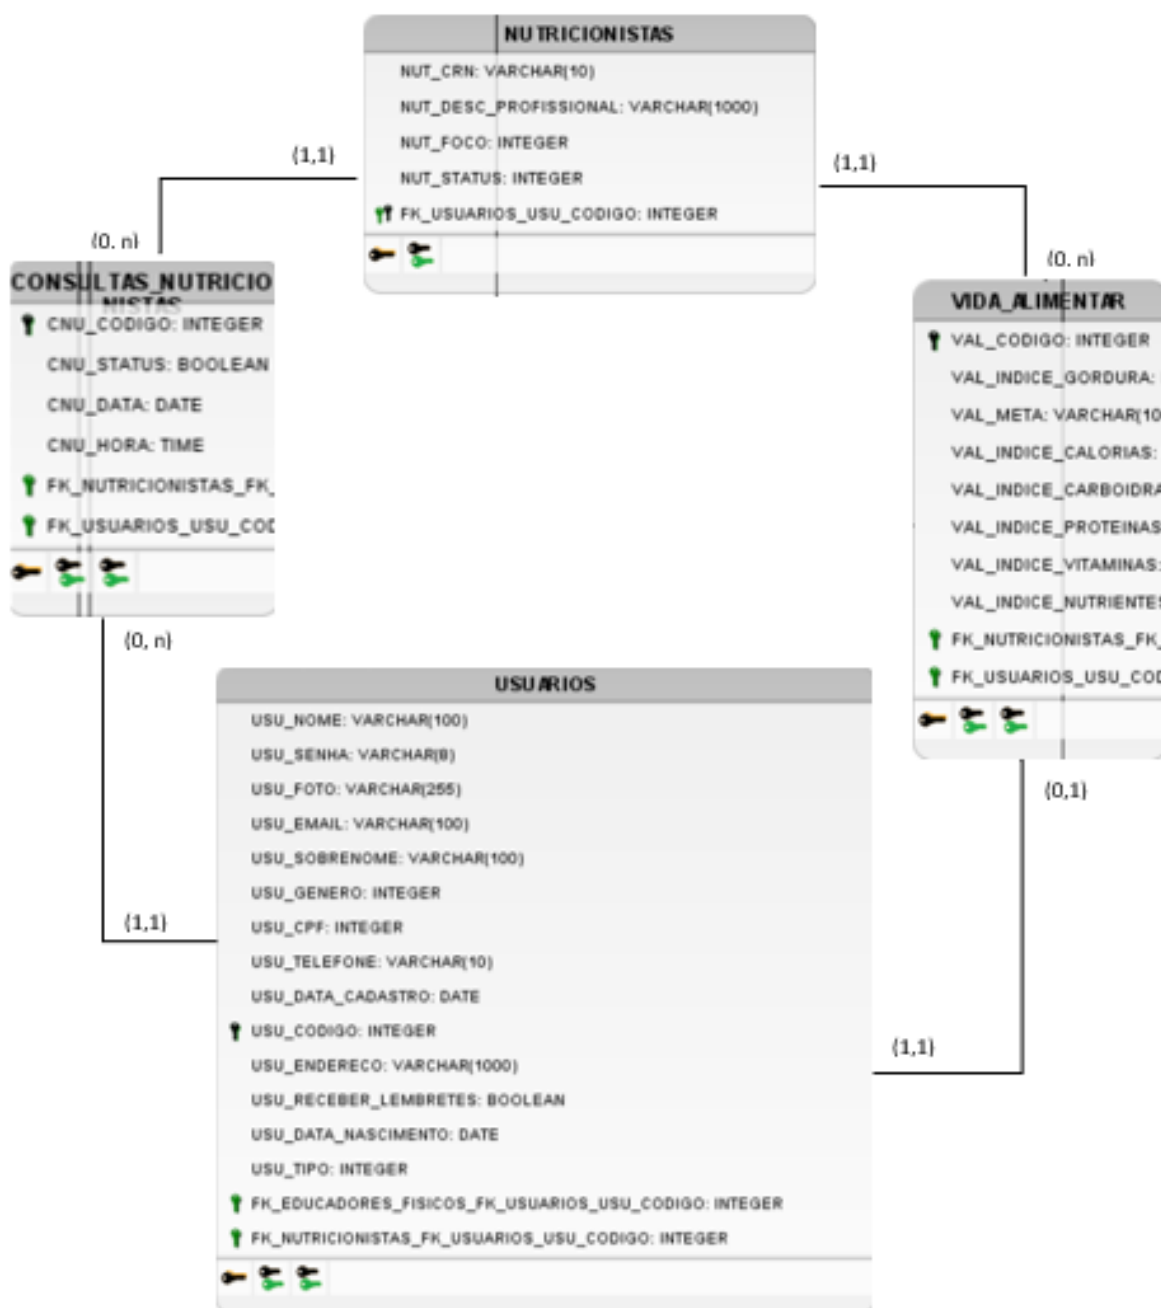 NUTRICIONISTAS
NUT_CRN: VARCHAR(10)
NUT_DESC_PROFISSIONAL: VARCHAR(1000)
NUT_FOCO: INTEGER
NUT_STATUS: INTEGER
FK_USUARIOS_USU_CODIGO: INTEGER
(1,1)
(1,1)
(0. n)
(0. n)
CONSULTAS_NUTRICIO
NISTAS
CNU_CODIGO: INTEGER
CNU_STATUS: BOOLEAN
CNU_DATA: DATE
CNU_HORA: TIME
FK_NUTRICIONISTAS_FK_
FK_USUARIOS_USU_COD
(0, n)
VIDA_ALIMENTAR
VAL_CODIGO: INTEGER
VAL_INDICE_GORDURA:
VAL_META: VARCHAR(10
VAL_INDICE_CALORIAS:
VAL_INDICE_CARBOIDRA
VAL_INDICE_PROTEINAS
VAL_INDICE_VITAMINAS:
VAL_INDICE_NUTRIENTES
FK_NUTRICIONISTAS_FK_
FK_USUARIOS_USU_COD
(0,1)
USUARIOS
USU_NOME: VARCHAR(100)
USU_SENHA: VARCHAR(8)
USU_FOTO: VARCHAR(255)
USU_EMAIL: VARCHAR(100)
USU_SOBRENOME: VARCHAR(100)
USU_GENERO: INTEGER
USU_CPF: INTEGER
USU_TELEFONE: VARCHAR(10)
USU_DATA_CADASTRO: DATE
USU_CODIGO: INTEGER
USU_ENDERECO: VARCHAR(1000)
USU_RECEBER_LEMBRETES: BOOLEAN
USU_DATA_NASCIMENTO: DATE
USU_TIPO: INTEGER
FK_EDUCADORES_FISICOS_FK_USUARIOS_USU_CODIGO: INTEGER
FK_NUTRICIONISTAS_FK_USUARIOS_USU_CODIGO: INTEGER
(1,1)
(1,1)